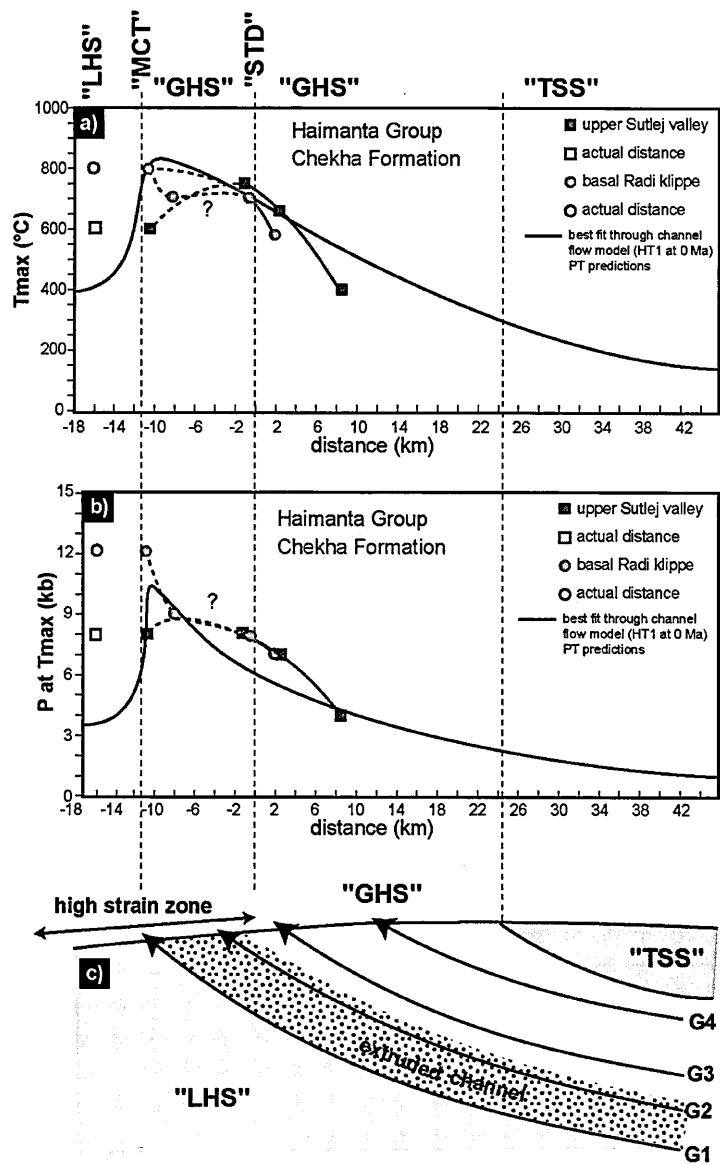 "LHS"
"MCT"
"GHS"
"STD"
"GHS"
"TSS"
a)
Haimanta Group
Chekha Formation
upper Sutlej valley
actual distance
basal Radi klippe
actual distance
best fit through channel
flow model (HT1 at 0 Ma)
PT predictions
?
Tmax (°C)
1000
800
600
400
200
0
-18 -14 -10 -6 -2 2 6 10 14 18 22 26 30 34 38 42
distance (km)
b)
Haimanta Group
Chekha Formation
upper Sutlej valley
actual distance
basal Radi klippe
actual distance
best fit through channel
flow model (HT1 at 0 Ma)
PT predictions
?
P at Tmax (kb)
15
12
9
6
3
0
-18 -14 -10 -6 -2 2 6 10 14 18 22 26 30 34 38 42
distance (km)
"GHS"
high strain zone
c)
"TSS"
G4
G3
extruded channel
G2
"LHS"
G1